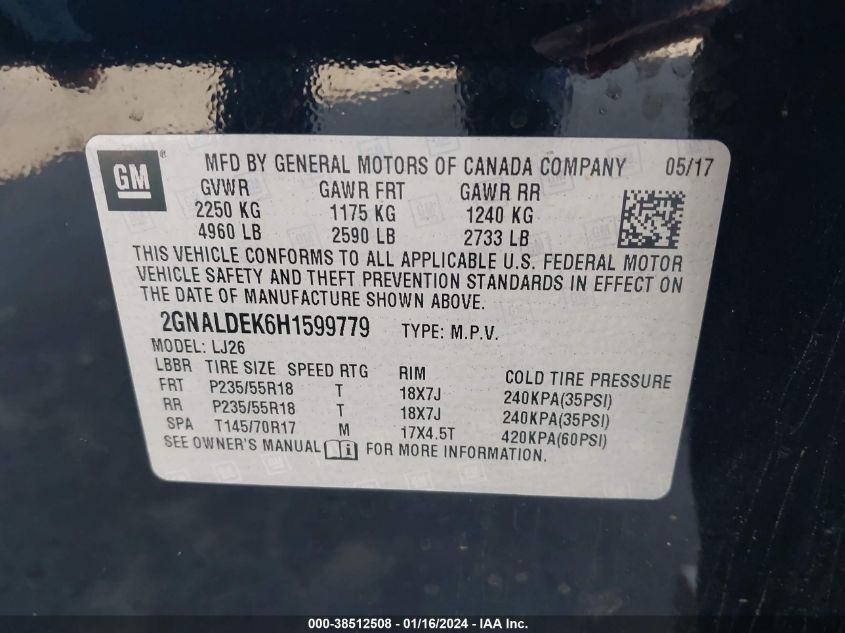 GM ® MFD BY GENERAL MOTORS OF CANADA COMPANY 05/17
GVWR GAWR FRT GAWR RR
2250 KG 1175 KG 1240 KG
4960 LB 2590 LB 2733 LB
THIS VEHICLE CONFORMS TO ALL APPLICABLE U.S. FEDERAL MOTOR
VEHICLE SAFETY AND THEFT PREVENTION STANDARDS IN EFFECT ON
THE DATE OF MANUFACTURE SHOWN ABOVE.
2GNALDEK6H1599779 TYPE: M.P.V.
MODEL: LJ26
LBBR TIRE SIZE SPEED RTG RIM COLD TIRE PRESSURE
FRT P235/55R18 T 18X7J 240KPA(35PSI)
RR P235/55R18 T 18X7J 240KPA(35PSI)
SPA T145/70R17 M 17X4.5T 420KPA(60PSI)
SEE OWNER'S MANUAL FOR MORE INFORMATION.
000-38512508 - 01/16/2024 - IAA Inc.